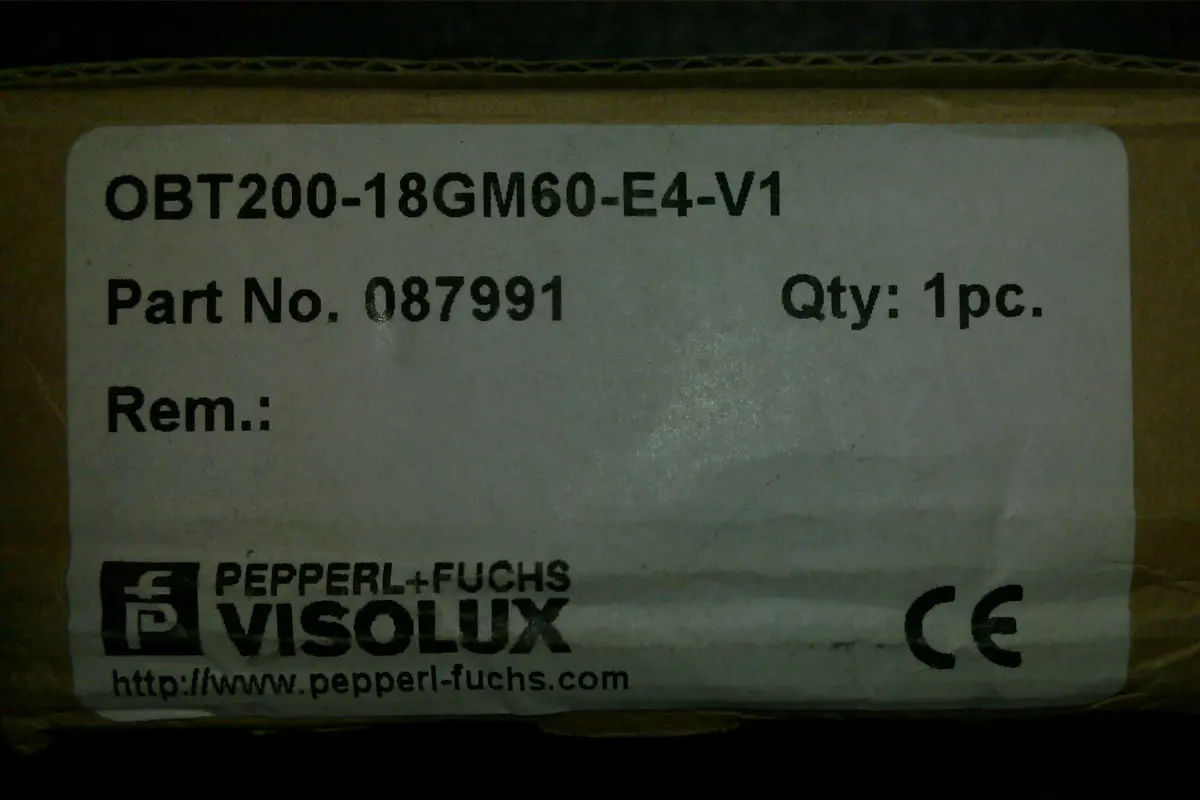 OBT200-18GM60-E4-V1
Part No. 087991 Qty: 1pc.
Rem.:
PEPPERL+FUCHS
VISOLUX
http://www.pepperl-fuchs.com
CE